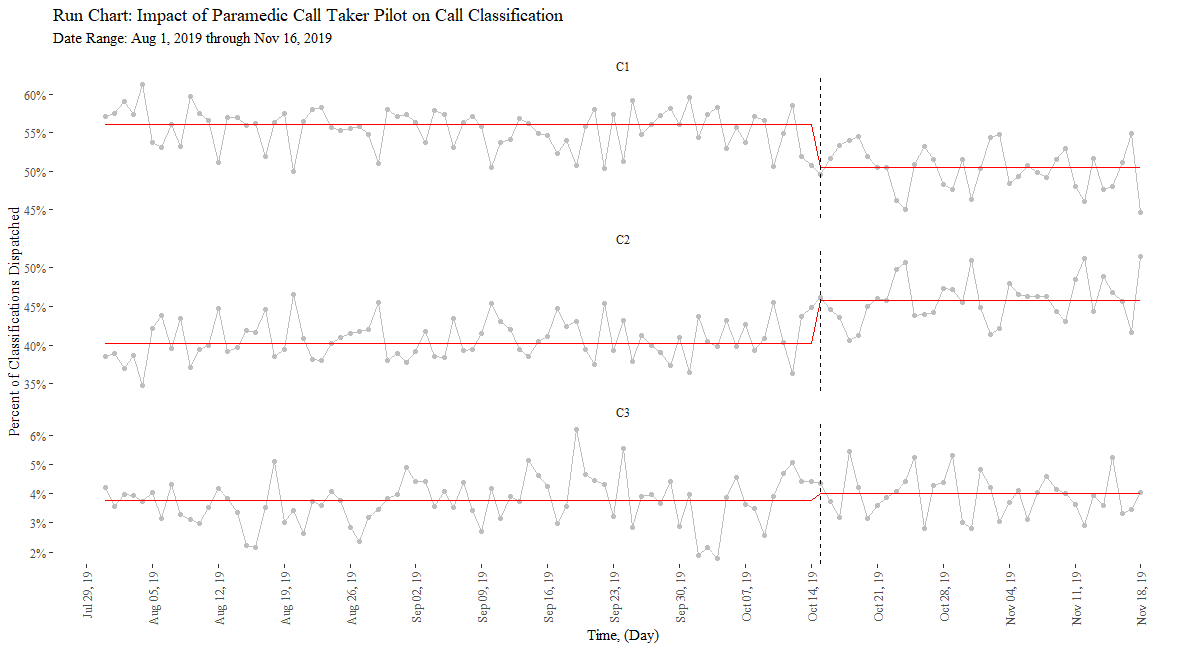 Run Chart: Impact of Paramedic Call Taker Pilot on Call Classification
Date Range: Aug 1, 2019 through Nov 16, 2019
C1
60%
55%
50%
45%
C2
50%
45%
40%
35%
C3
6%
5%
4%
3%
2%
Percent of Classifications Dispatched
Jul 29, 19
Aug 05, 19
Aug 12, 19
Aug 19, 19
Aug 26, 19
Sep 02, 19
Sep 09, 19
Sep 16, 19
Sep 23, 19
Sep 30, 19
Oct 07, 19
Oct 14, 19
Oct 21, 19
Oct 28, 19
Nov 04, 19
Nov 11, 19
Nov 18, 19
Time, (Day)